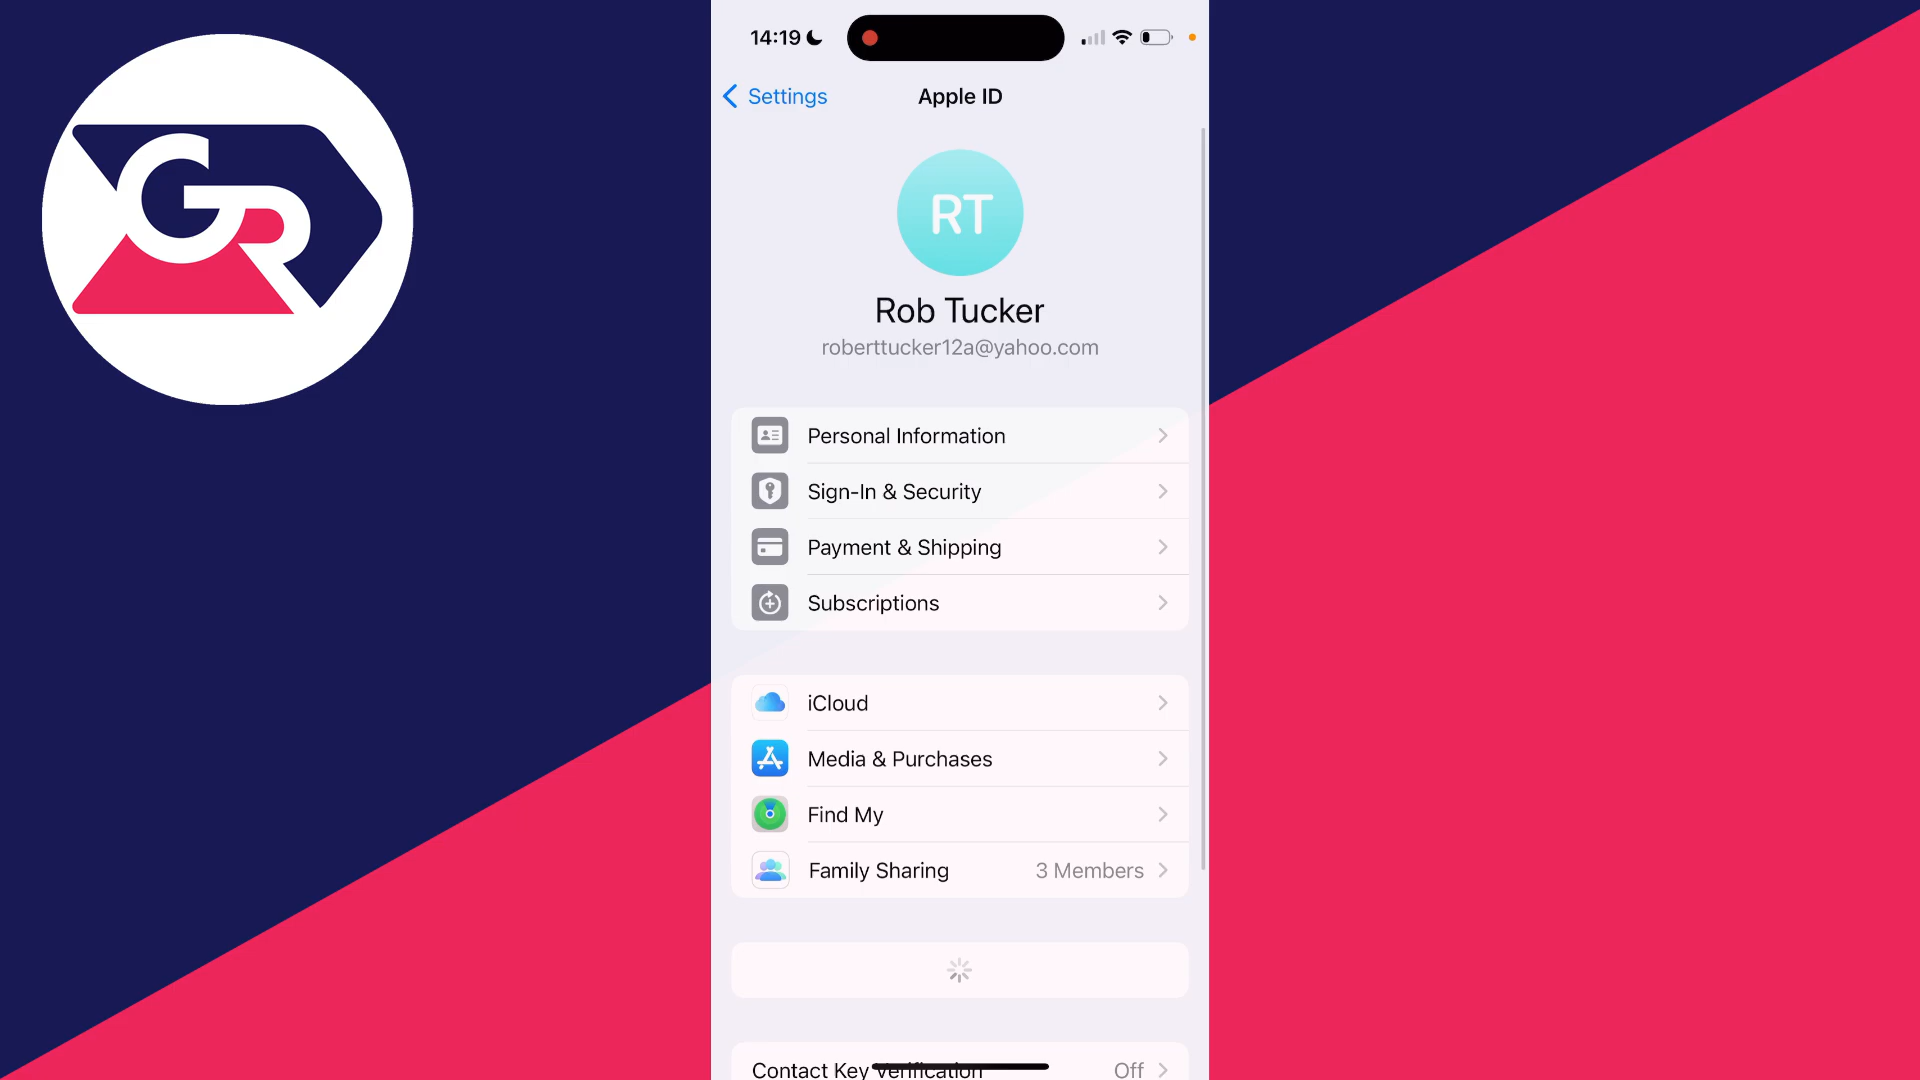 GR
14:19
Settings
Apple ID
RT
Rob Tucker
roberttucker12a@yahoo.com
Personal Information
Sign-In & Security
Payment & Shipping
Subscriptions
iCloud
Media & Purchases
Find My
Family Sharing 3 Members
Contact Key Verification Off